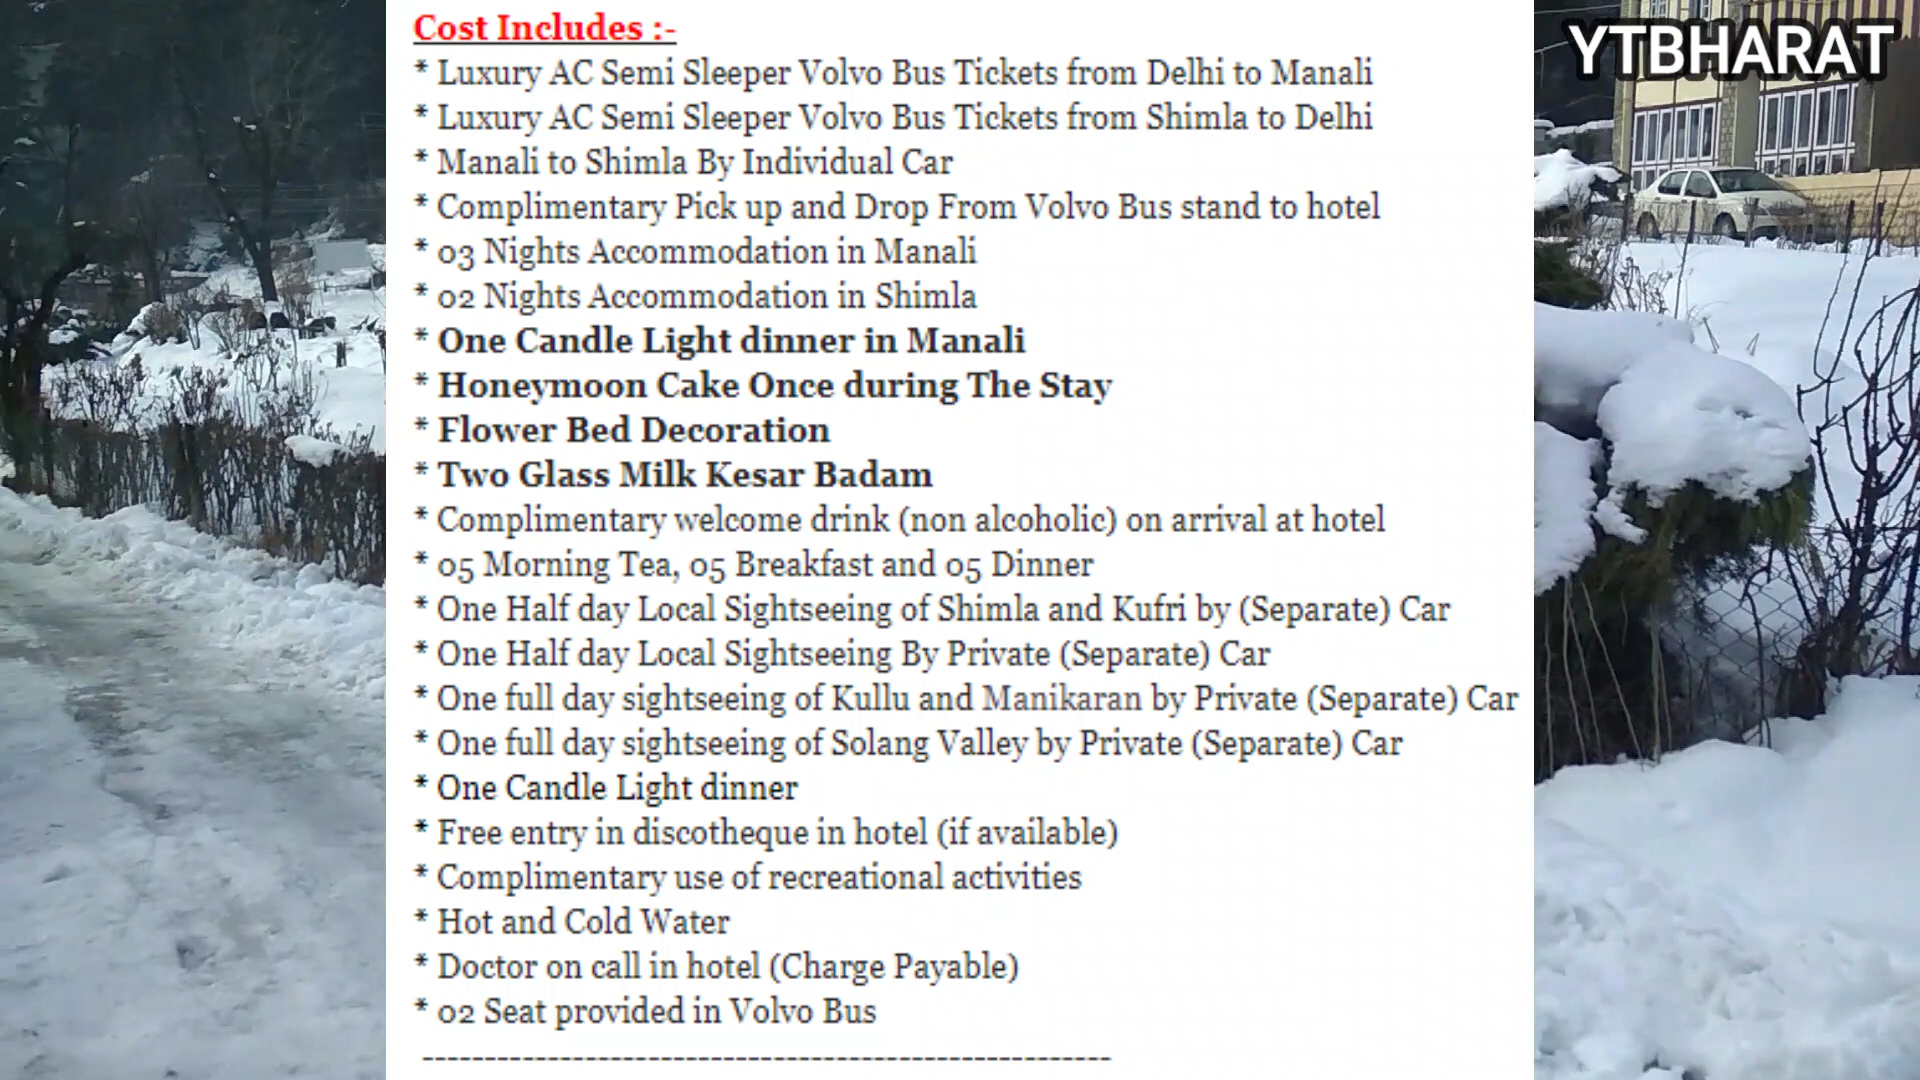 Cost Includes :-
* Luxury AC Semi Sleeper Volvo Bus Tickets from Delhi to Manali
* Luxury AC Semi Sleeper Volvo Bus Tickets from Shimla to Delhi
* Manali to Shimla By Individual Car
* Complimentary Pick up and Drop From Volvo Bus stand to hotel
* 03 Nights Accommodation in Manali
* 02 Nights Accommodation in Shimla
* One Candle Light dinner in Manali
* Honeymoon Cake Once during The Stay
* Flower Bed Decoration
* Two Glass Milk Kesar Badam
* Complimentary welcome drink (non alcoholic) on arrival at hotel
* 05 Morning Tea, 05 Breakfast and 05 Dinner
* One Half day Local Sightseeing of Shimla and Kufri by (Separate) Car
* One Half day Local Sightseeing By Private (Separate) Car
* One full day sightseeing of Kullu and Manikaran by Private (Separate) Car
* One full day sightseeing of Solang Valley by Private (Separate) Car
* One Candle Light dinner
* Free entry in discotheque in hotel (if available)
* Complimentary use of recreational activities
* Hot and Cold Water
* Doctor on call in hotel (Charge Payable)
* 02 Seat provided in Volvo Bus
-------------------------------------------------------
YTBHARAT